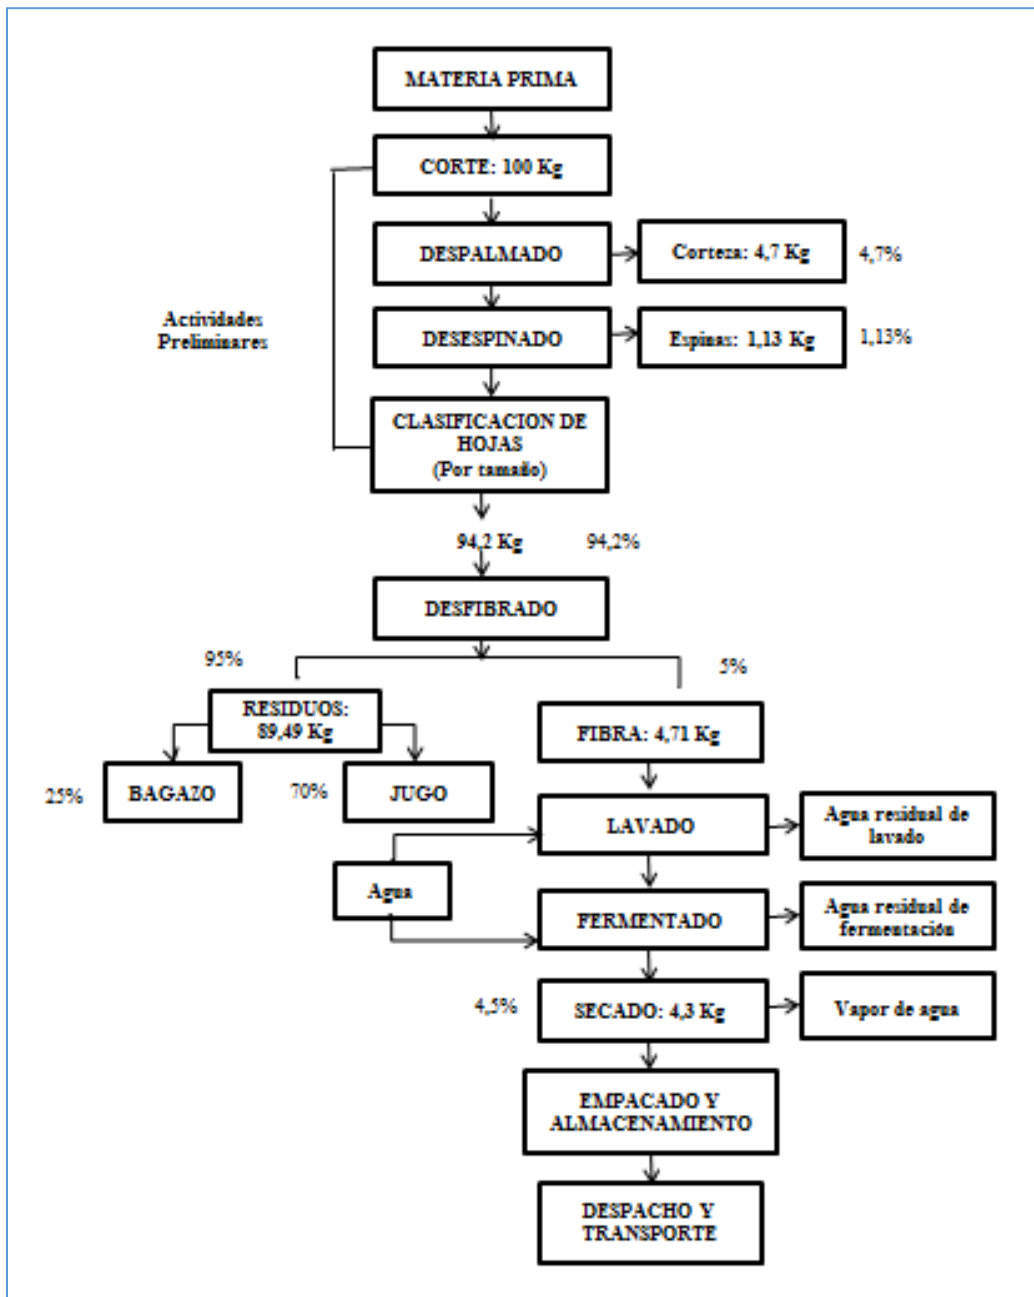 MATERIA PRIMA
CORTE: 100 Kg
DESPALMADO
Corteza: 4,7 Kg
4,7%
Actividades
Preliminares
DESESPINADO
Espinas: 1,13 Kg
1,13%
CLASIFICACION DE
HOJAS
(Por tamaño)
94,2 Kg
94,2%
DESFIBRADO
95%
5%
RESIDUOS:
89,49 Kg
FIBRA: 4,71 Kg
25%
BAGAZO
70%
JUGO
LAVADO
Agua residual de
lavado
Agua
FERMENTADO
Agua residual de
fermentación
4,5%
SECADO: 4,3 Kg
Vapor de agua
EMPACADO Y
ALMACENAMIENTO
DESPACHO Y
TRANSPORTE